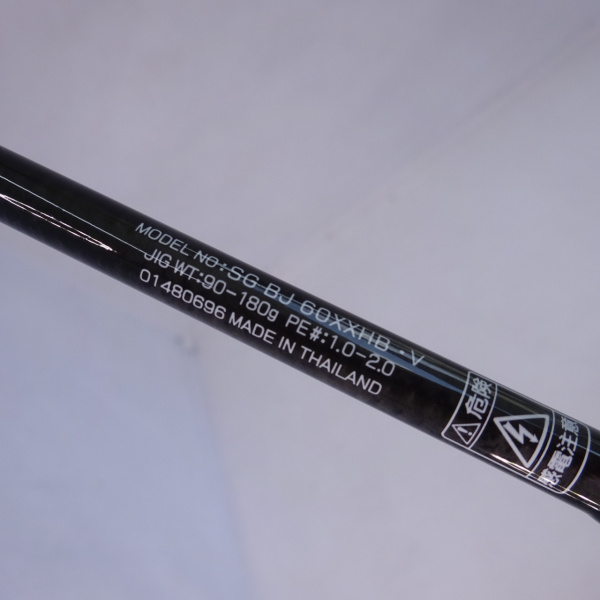 MODEL NO:SG BJ 60XXHB・V
JIG WT:90-180g PE#:1.0-2.0
01480696 MADE IN THAILAND
危険
感電注意